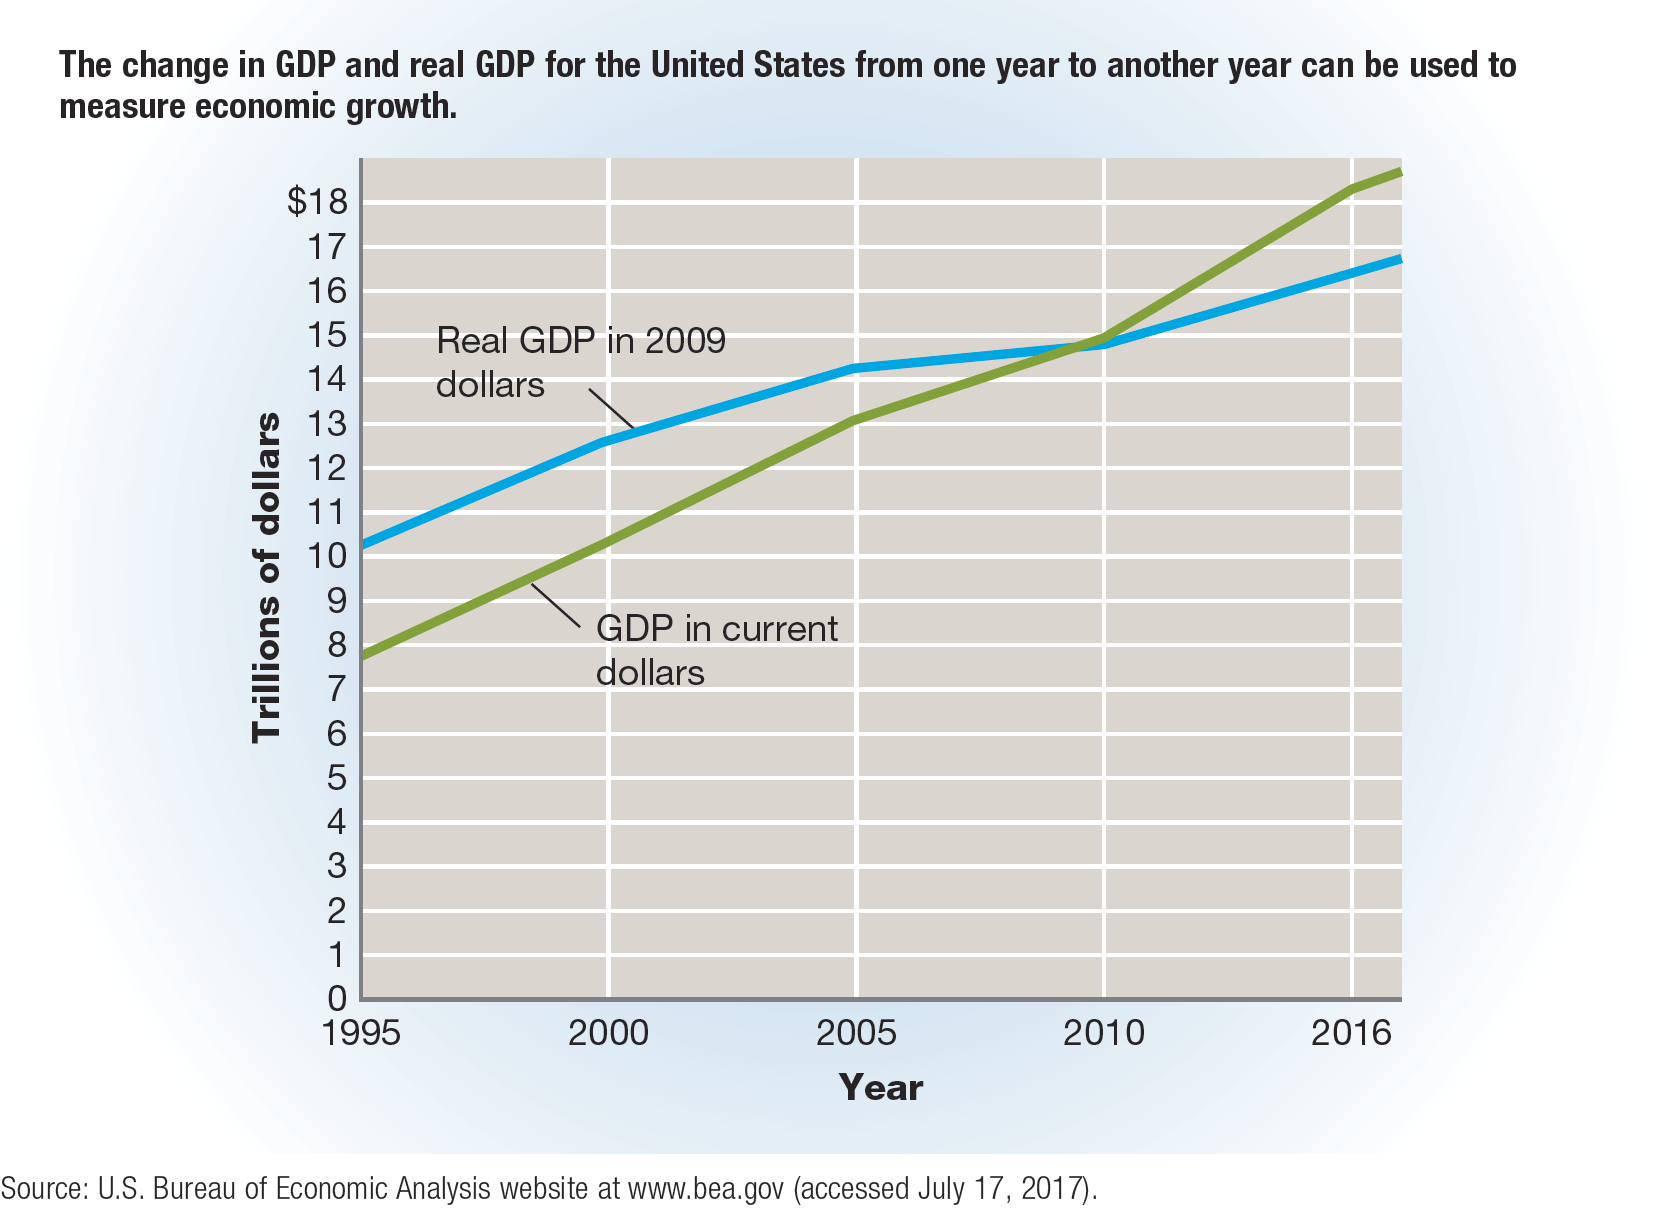 The change in GDP and real GDP for the United States from one year to another year can be used to
measure economic growth.
$18
17
16
15
14
13
12
11
10
9
8
7
6
5
4
3
2
1
0
Trillions of dollars
Real GDP in 2009
dollars
GDP in current
dollars
1995 2000 2005 2010 2016
Year
Source: U.S. Bureau of Economic Analysis website at www.bea.gov (accessed July 17, 2017).